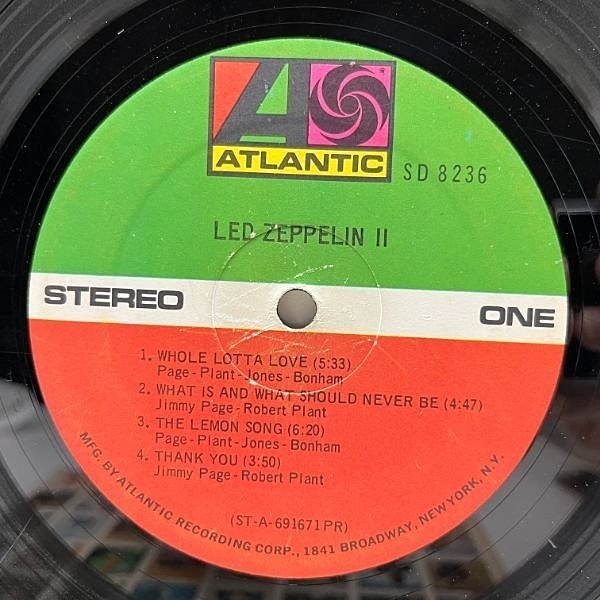 ATLANTIC
SD 8236
LED ZEPPELIN II
STEREO
ONE
1. WHOLE LOTTA LOVE (5:33)
Page-Plant-Jones-Bonham
2. WHAT IS AND WHAT SHOULD NEVER BE (4:47)
Jimmy Page-Robert Plant
3. THE LEMON SONG (6:20)
Page-Plant-Jones-Bonham
4. THANK YOU (3:50)
Jimmy Page-Robert Plant
(ST-A-691671PR)
MFG. BY ATLANTIC RECORDING CORP., 1841 BROADWAY, NEW YORK, N.Y.